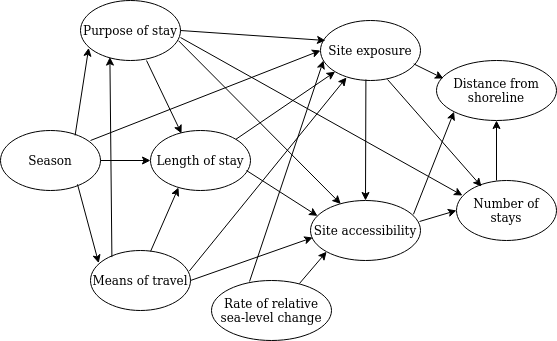 Purpose of stay
Site exposure
Distance from
shoreline
Season
Length of stay
Number of
stays
Site accessibility
Means of travel
Rate of relative
sea-level change